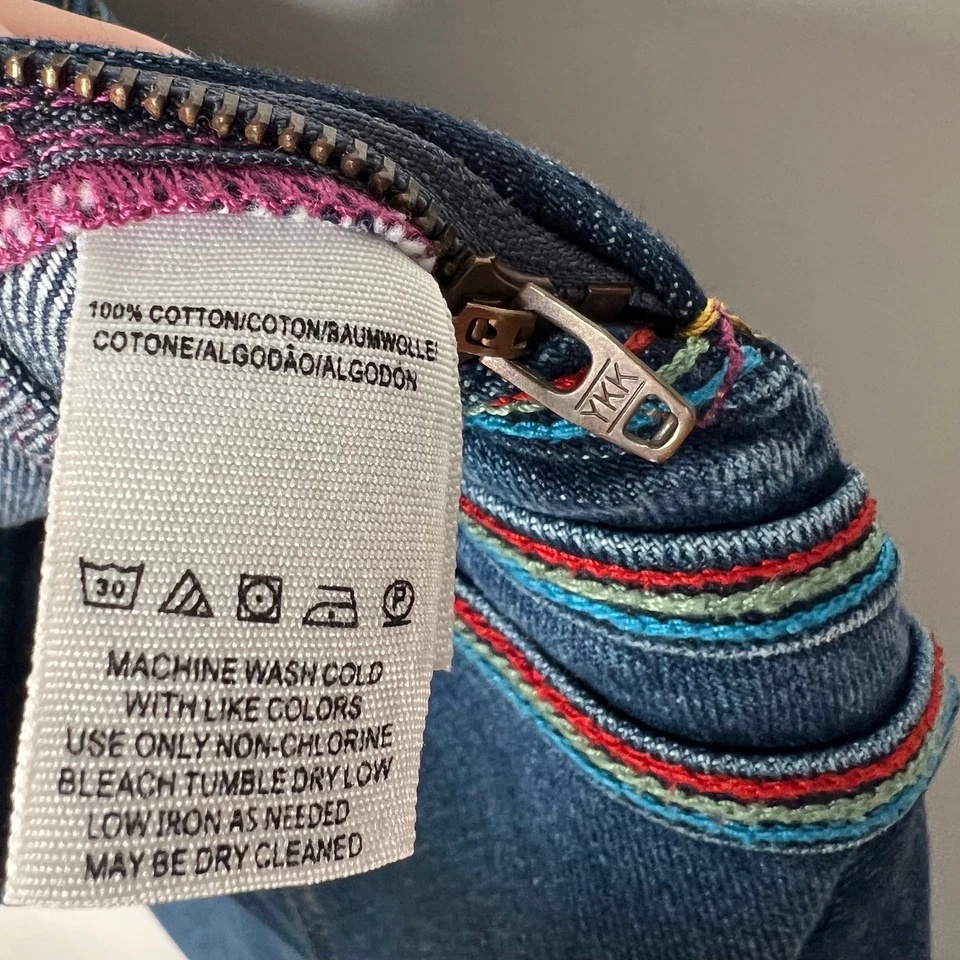 100% COTTON/COTON/BAUMWOLLE/
COTONE/ALGODÂO/ALGODON
YKK
30
P
MACHINE WASH COLD
WITH LIKE COLORS
USE ONLY NON-CHLORINE
BLEACH TUMBLE DRY LOW
LOW IRON AS NEEDED
MAY BE DRY CLEANED